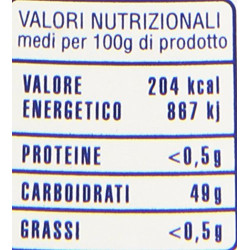 VALORI NUTRIZIONALI
medi per 100g di prodotto
VALORE 204 kcal
ENERGETICO 867 kj
PROTEINE <0,5g
CARBOIDRATI 49g
GRASSI <0,5g